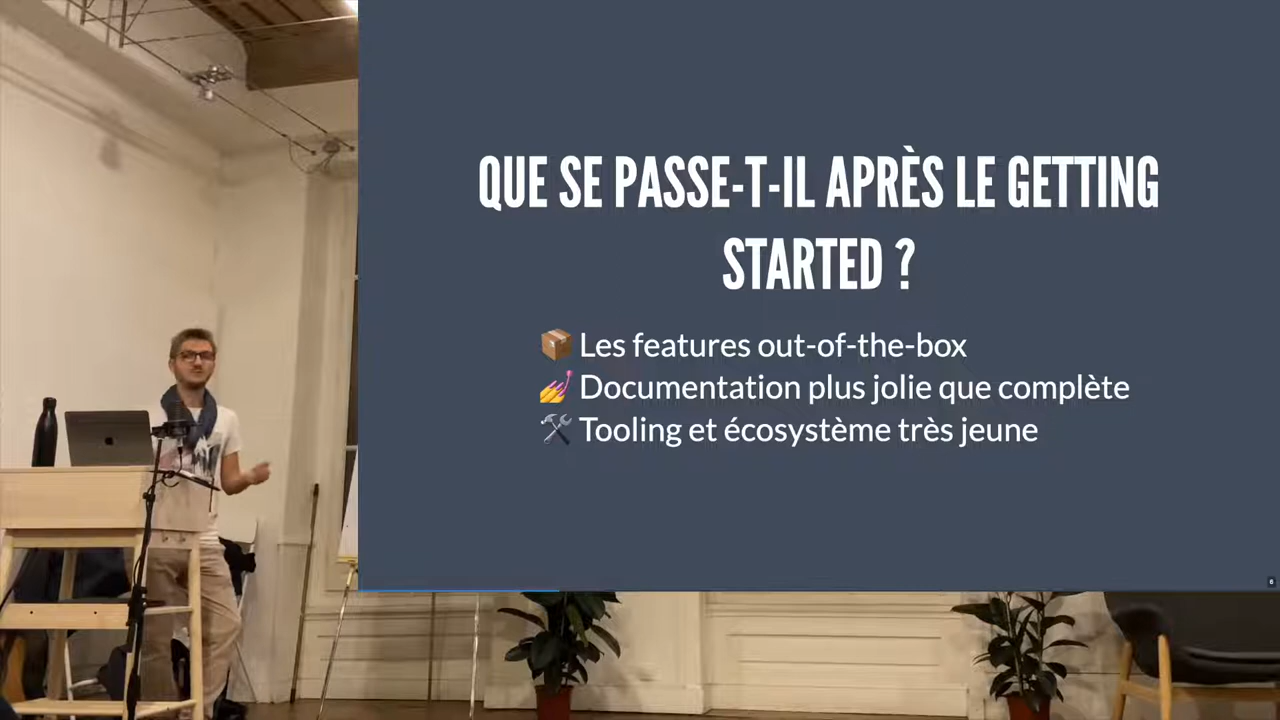 QUE SE PASSE-T-IL APRÈS LE GETTING
STARTED ?
📦 Les features out-of-the-box
💅 Documentation plus jolie que complète
🛠️ Tooling et écosystème très jeune
6